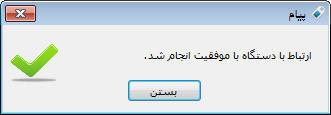 پیام
ارتباط با دستگاه با موفقیت انجام شد.
بستن